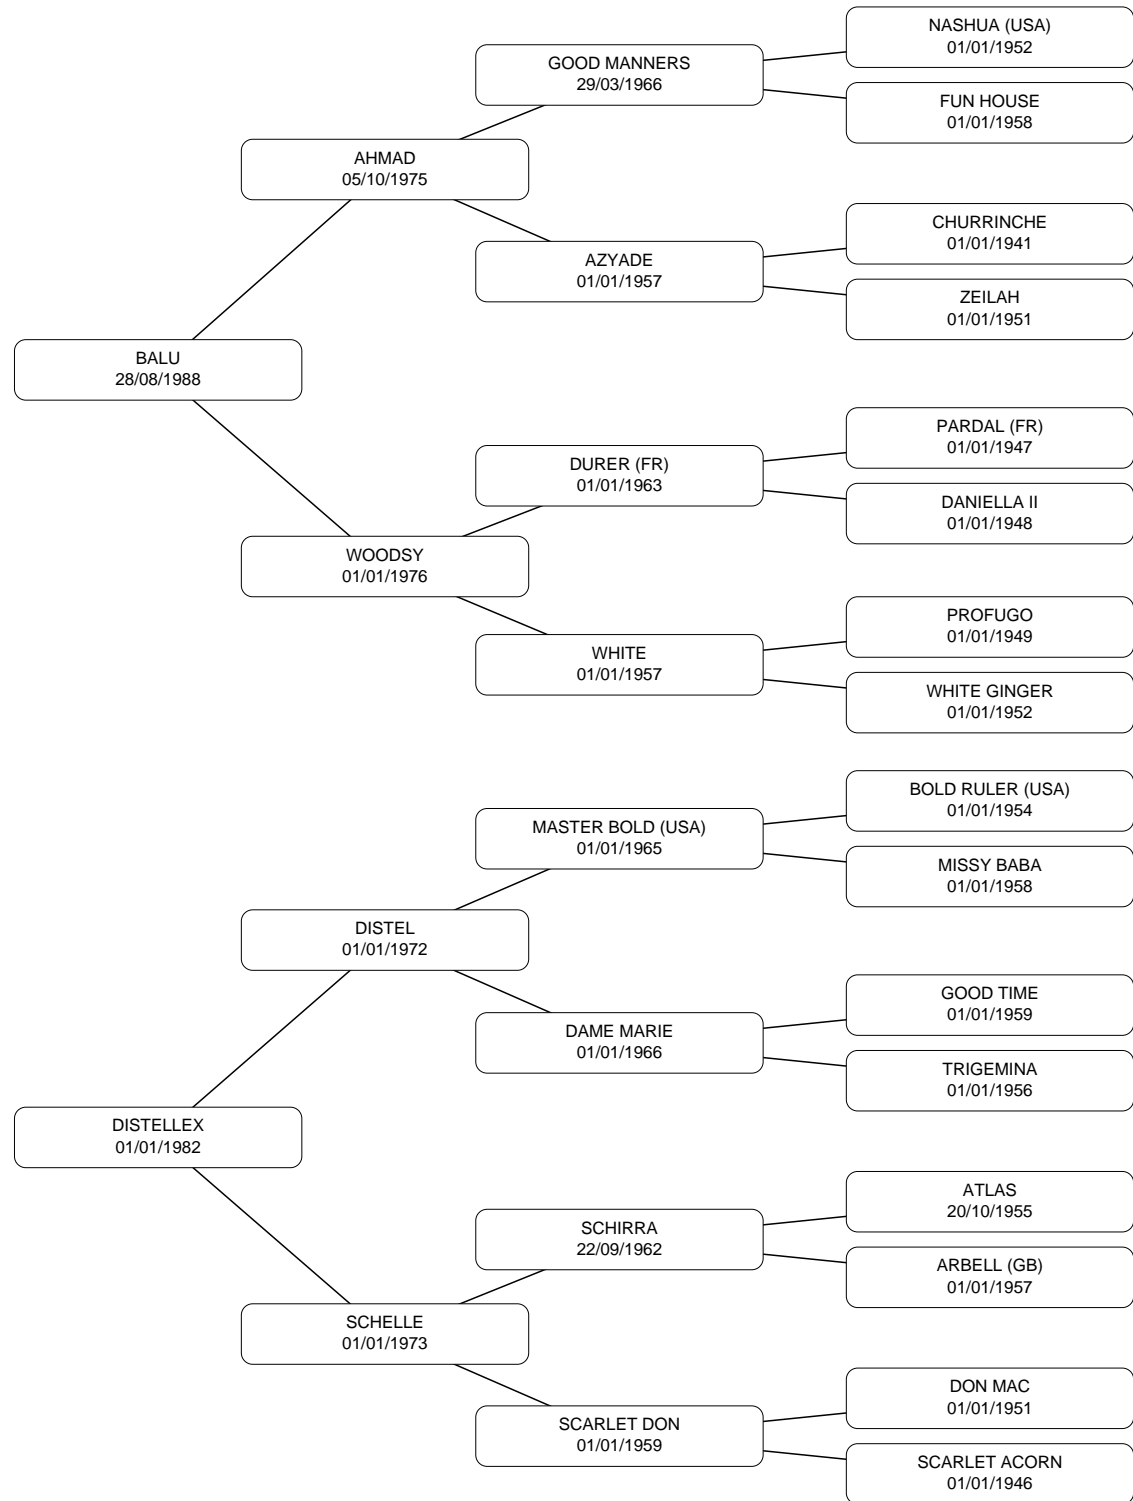 NASHUA (USA)
01/01/1952
GOOD MANNERS
29/03/1966
FUN HOUSE
01/01/1958
AHMAD
05/10/1975
CHURRINCHE
01/01/1941
AZYADE
01/01/1957
ZEILAH
01/01/1951
BALU
28/08/1988
PARDAL (FR)
01/01/1947
DURER (FR)
01/01/1963
DANIELLA II
01/01/1948
WOODSY
01/01/1976
PROFUGO
01/01/1949
WHITE
01/01/1957
WHITE GINGER
01/01/1952
BOLD RULER (USA)
01/01/1954
MASTER BOLD (USA)
01/01/1965
MISSY BABA
01/01/1958
DISTEL
01/01/1972
GOOD TIME
01/01/1959
DAME MARIE
01/01/1966
TRIGEMINA
01/01/1956
DISTELLEX
01/01/1982
ATLAS
20/10/1955
SCHIRRA
22/09/1962
ARBELL (GB)
01/01/1957
SCHELLE
01/01/1973
DON MAC
01/01/1951
SCARLET DON
01/01/1959
SCARLET ACORN
01/01/1946